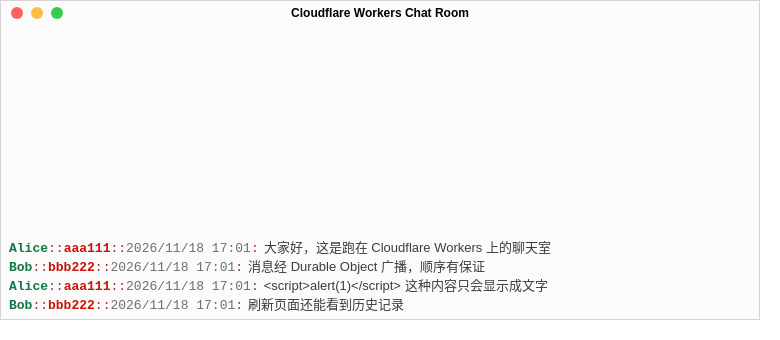 Cloudflare Workers Chat Room
Alice::aaa111::2026/11/18 17:01: 大家好，这是跑在 Cloudflare Workers 上的聊天室
Bob::bbb222::2026/11/18 17:01: 消息经 Durable Object 广播，顺序有保证
Alice::aaa111::2026/11/18 17:01: <script>alert(1)</script> 这种内容只会显示成文字
Bob::bbb222::2026/11/18 17:01: 刷新页面还能看到历史记录